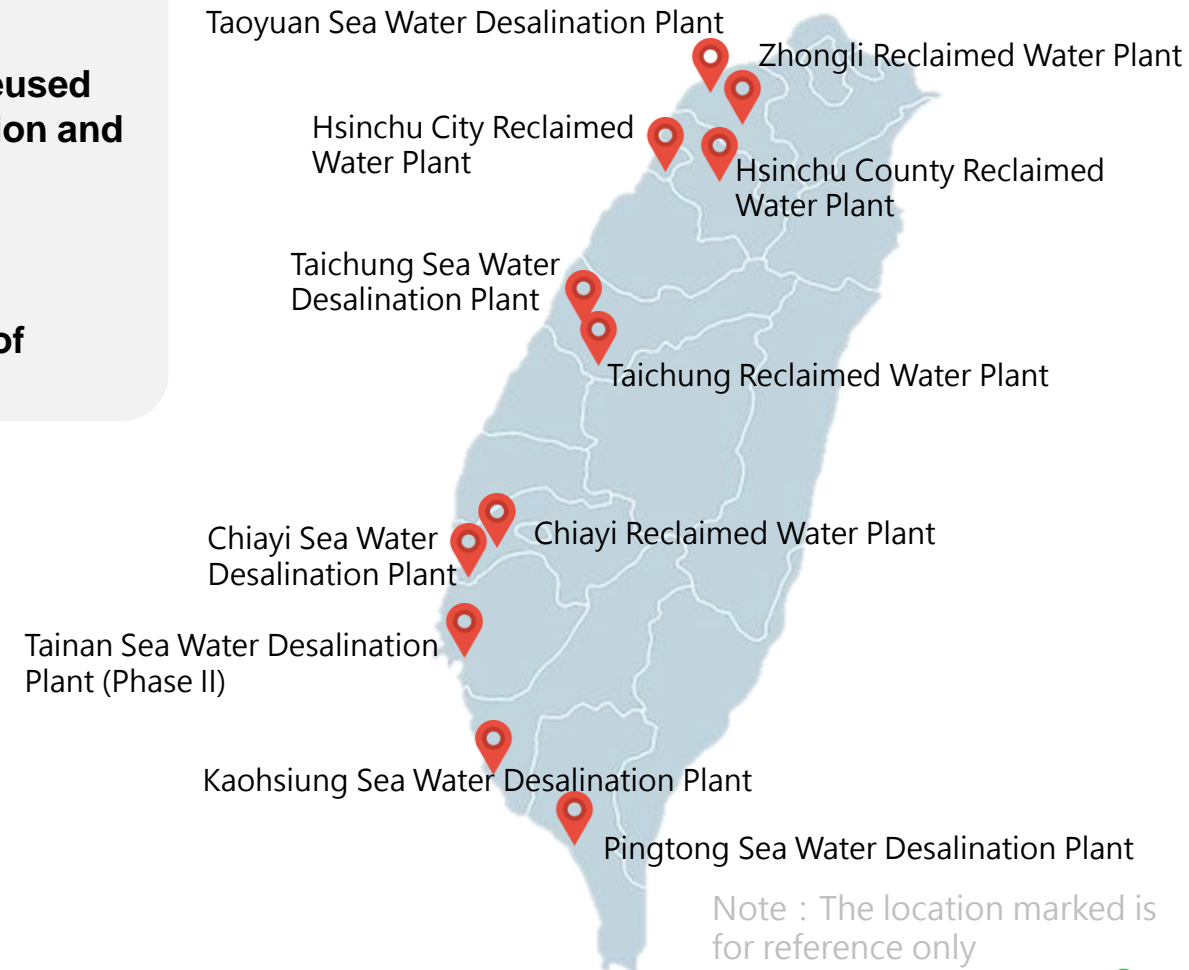 Taoyuan Sea Water Desalination Plant
Zhongli Reclaimed Water Plant
eused
ion and
Hsinchu City Reclaimed
Water Plant
Hsinchu County Reclaimed
Water Plant
Taichung Sea Water
Desalination Plant
of
Taichung Reclaimed Water Plant
Chiayi Sea Water
Desalination Plant
Chiayi Reclaimed Water Plant
Tainan Sea Water Desalination
Plant (Phase II)
Kaohsiung Sea Water Desalination Plant
Pingtong Sea Water Desalination Plant
Note：The location marked is
for reference only